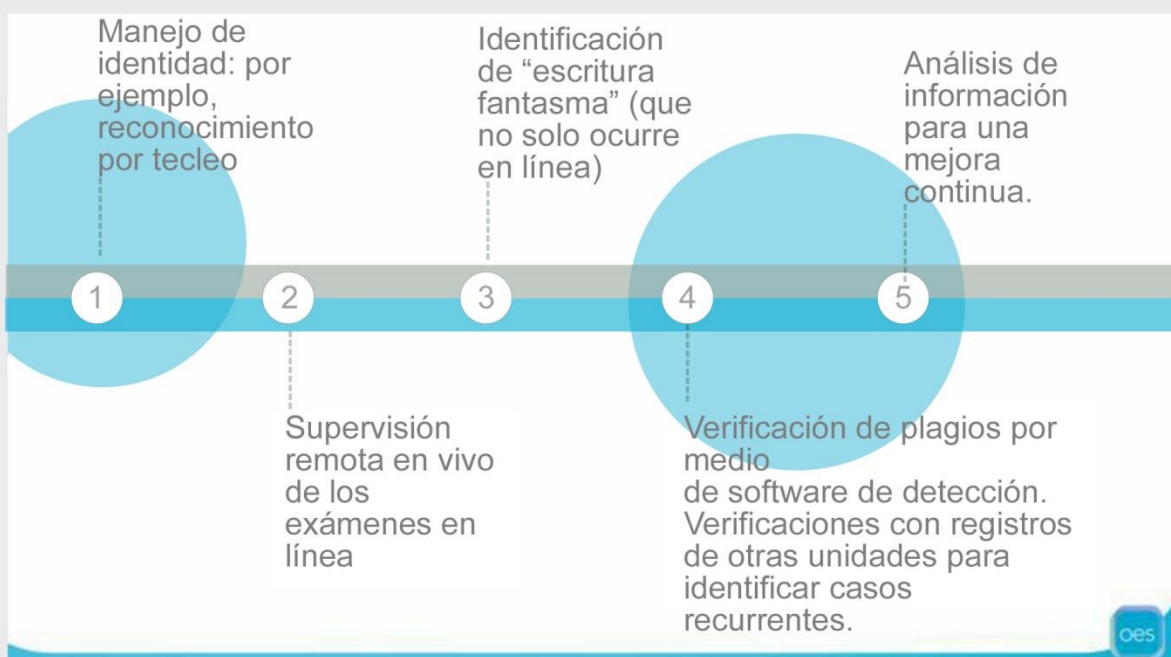 Manejo de
identidad: por
ejemplo,
reconocimiento
por tecleo
Identificación
de “escritura
fantasma” (que
no solo ocurre
en línea)
Análisis de
información
para una
mejora
continua.
1
2
3
4
5
Supervisión
remota en vivo
de los
exámenes en
línea
Verificación de plagios por
medio
de software de detección.
Verificaciones con registros
de otras unidades para
identificar casos
recurrentes.
oes